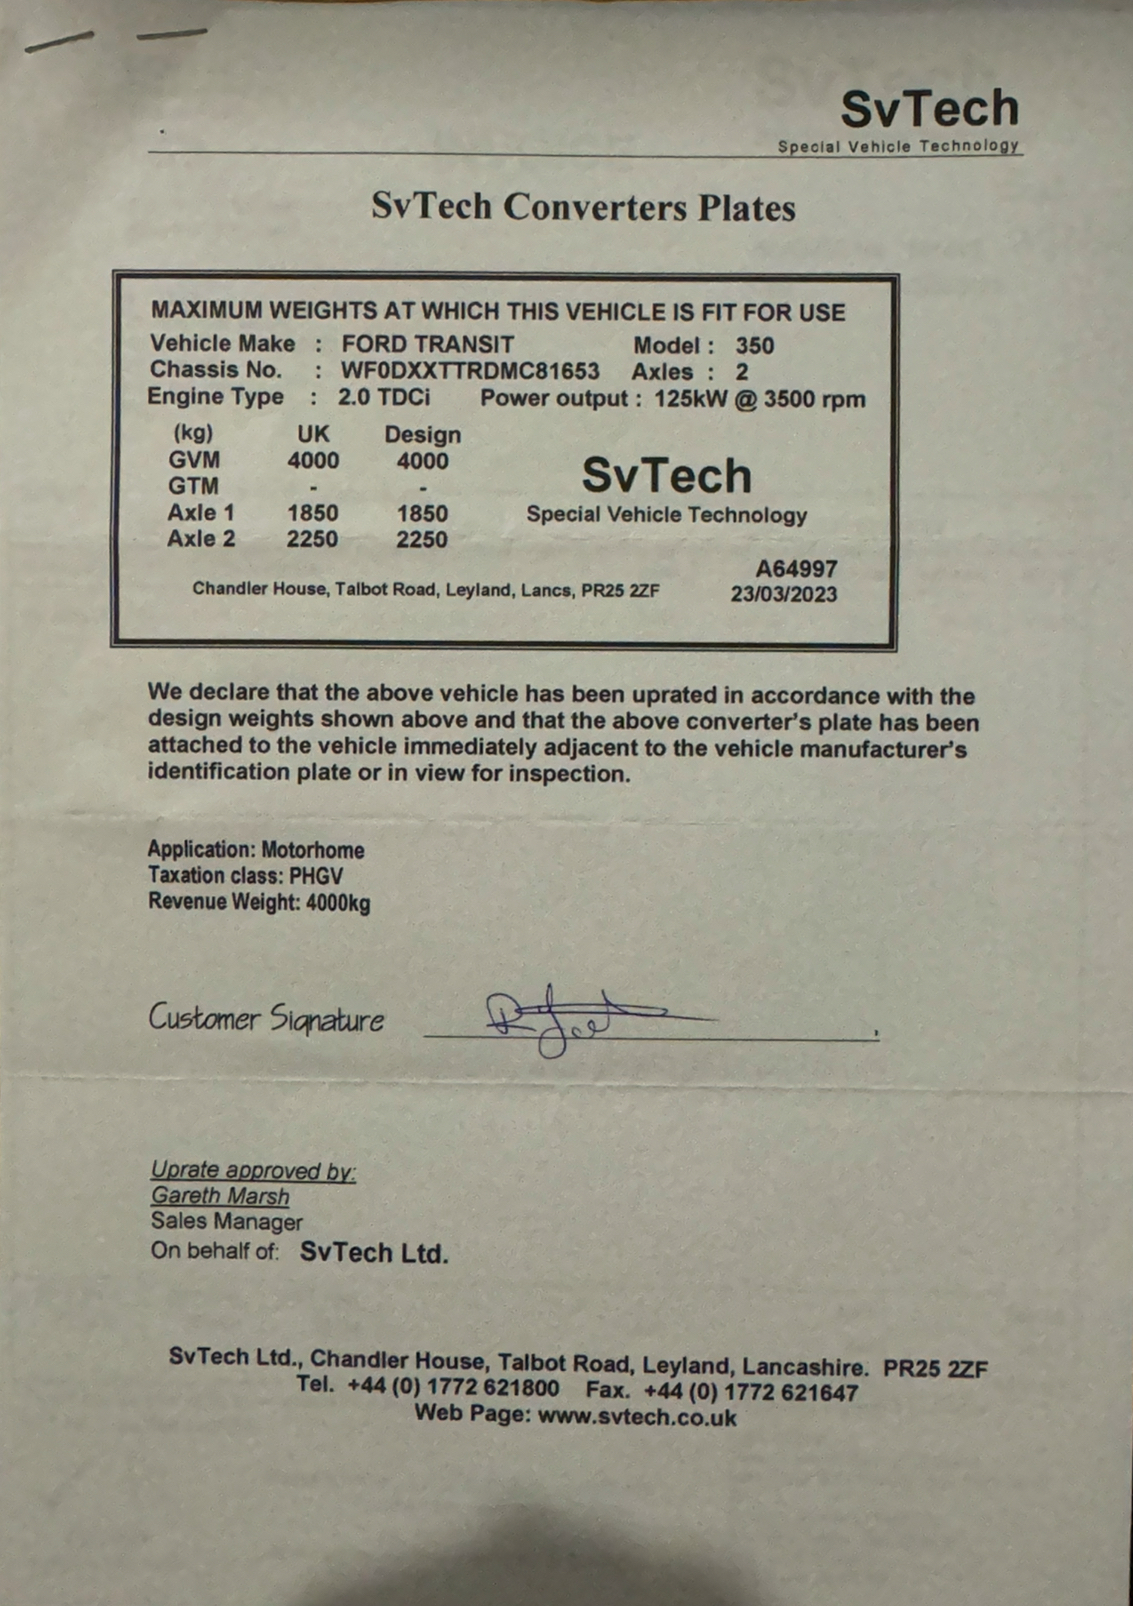 SvTech
Special Vehicle Technology
SvTech Converters Plates
MAXIMUM WEIGHTS AT WHICH THIS VEHICLE IS FIT FOR USE
Vehicle Make : FORD TRANSIT Model : 350
Chassis No. : WF0DXXTTRDMC81653 Axles : 2
Engine Type : 2.0 TDCi Power output : 125kW @ 3500 rpm
(kg) UK Design
GVM 4000 4000
GTM - -
Axle 1 1850 1850
Axle 2 2250 2250
SvTech
Special Vehicle Technology
A64997
Chandler House, Talbot Road, Leyland, Lancs, PR25 2ZF 23/03/2023
We declare that the above vehicle has been uprated in accordance with the
design weights shown above and that the above converter's plate has been
attached to the vehicle immediately adjacent to the vehicle manufacturer's
identification plate or in view for inspection.
Application: Motorhome
Taxation class: PHGV
Revenue Weight: 4000kg
Customer Signature
Uprate approved by:
Gareth Marsh
Sales Manager
On behalf of: SvTech Ltd.
SvTech Ltd., Chandler House, Talbot Road, Leyland, Lancashire. PR25 2ZF
Tel. +44 (0) 1772 621800 Fax. +44 (0) 1772 621647
Web Page: www.svtech.co.uk